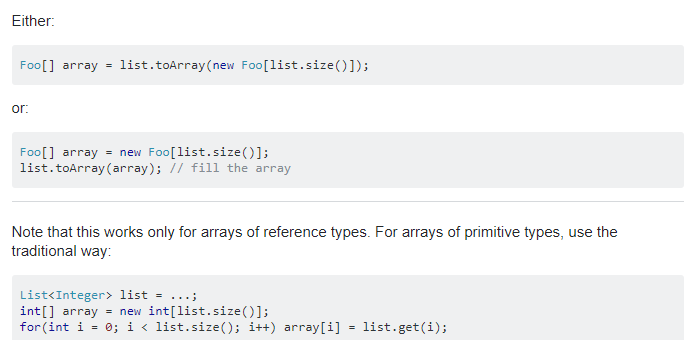 Either:
Foo[] array = list.toArray(new Foo[list.size()]);
or:
Foo[] array = new Foo[list.size()];
list.toArray(array); // fill the array
Note that this works only for arrays of reference types. For arrays of primitive types, use the
traditional way:
List<Integer> list = ...;
int[] array = new int[list.size()];
for(int i = 0; i < list.size(); i++) array[i] = list.get(i);